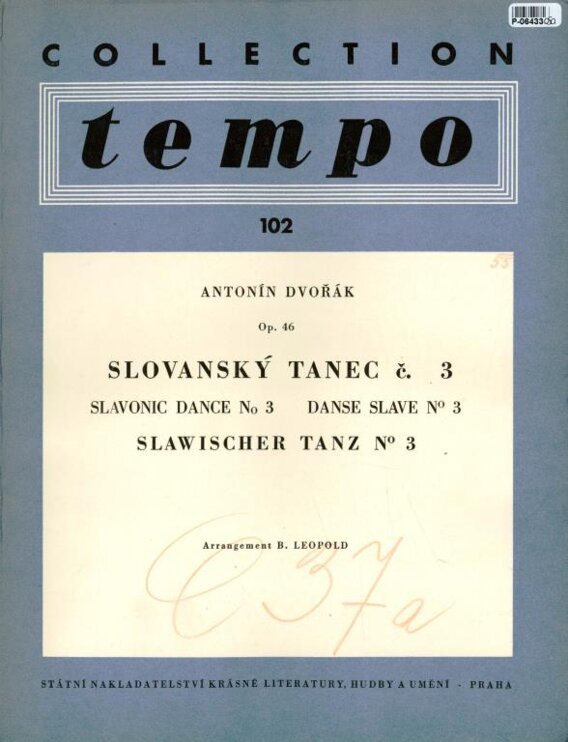 P-06433
COLLECTION
tempo
102
55
ANTONÍN DVOŘÁK
Op. 46
SLOVANSKÝ TANEC č. 3
SLAVONIC DANCE No 3 DANSE SLAVE Nº 3
SLAWISCHER TANZ Nº 3
Arrangement B. LEOPOLD
C 37a
STÁTNÍ NAKLADATELSTVÍ KRÁSNÉ LITERATURY, HUDBY A UMĚNÍ - PRAHA